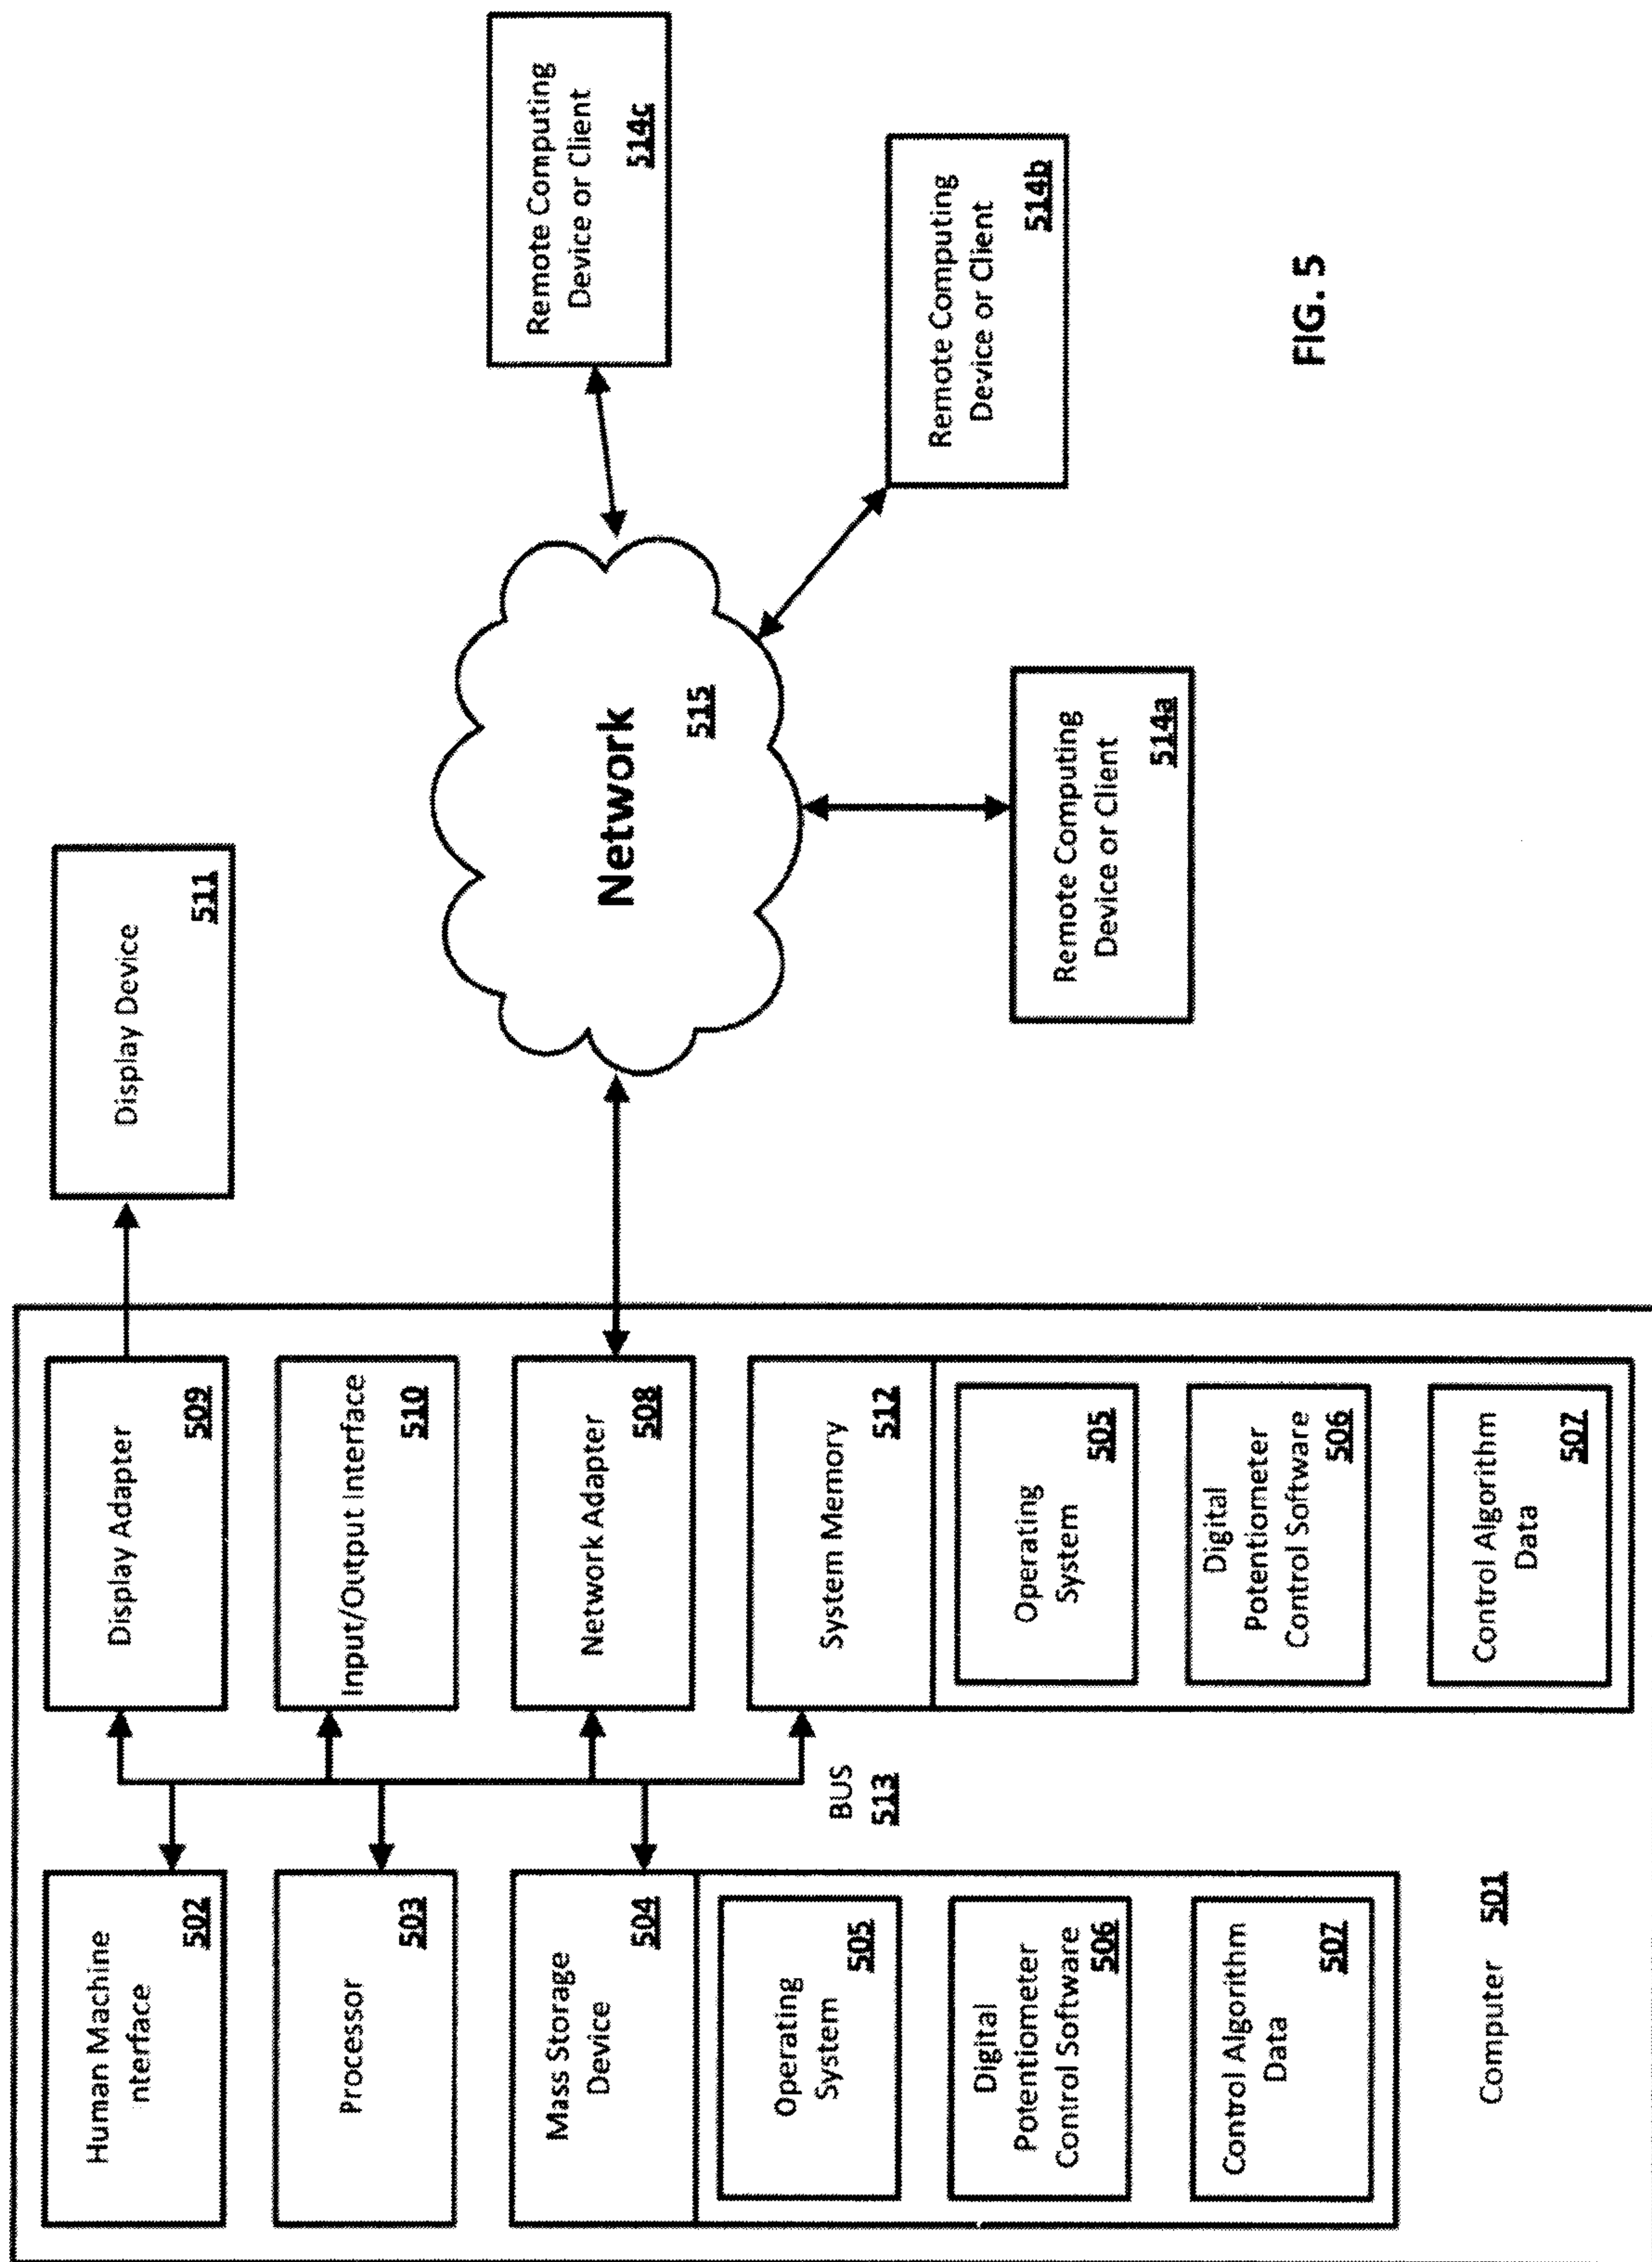 Human Machine
nterface
502
Processor
503
Mass Storage
Device
504
Operating
System
505
Digital
Potentiometer
Control Software
506
Control Algorithm
Data
507
Computer 501
BUS
513
Display Adapter
509
Input/Output Interface
510
Network Adapter
508
System Memory
512
Operating
System
505
Digital
Potentiometer
Control Software
506
Control Algorithm
Data
507
Display Device
511
Network
515
Remote Computing
Device or Client
514a
Remote Computing
Device or Client
514b
Remote Computing
Device or Client
514c
FIG. 5